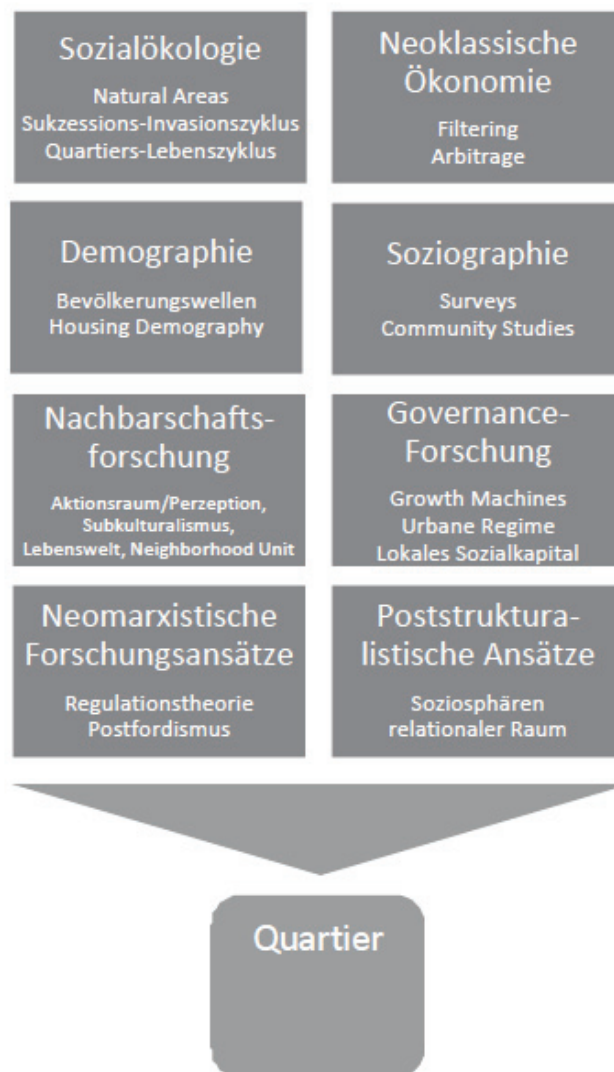 Sozialökologie
Natural Areas
Sukzessions-Invasionszyklus
Quartiers-Lebenszyklus
Neoklassische
Ökonomie
Filtering
Arbitrage
Demographie
Bevölkerungswellen
Housing Demography
Soziographie
Surveys
Community Studies
Nachbarschafts-
forschung
Aktionsraum/Perzeption,
Subkulturalismus,
Lebenswelt, Neighborhood Unit
Governance-
Forschung
Growth Machines
Urbane Regime
Lokales Sozialkapital
Neomarxistische
Forschungsansätze
Regulationstheorie
Postfordismus
Poststruktura-
listische Ansätze
Soziosphären
relationaler Raum
Quartier